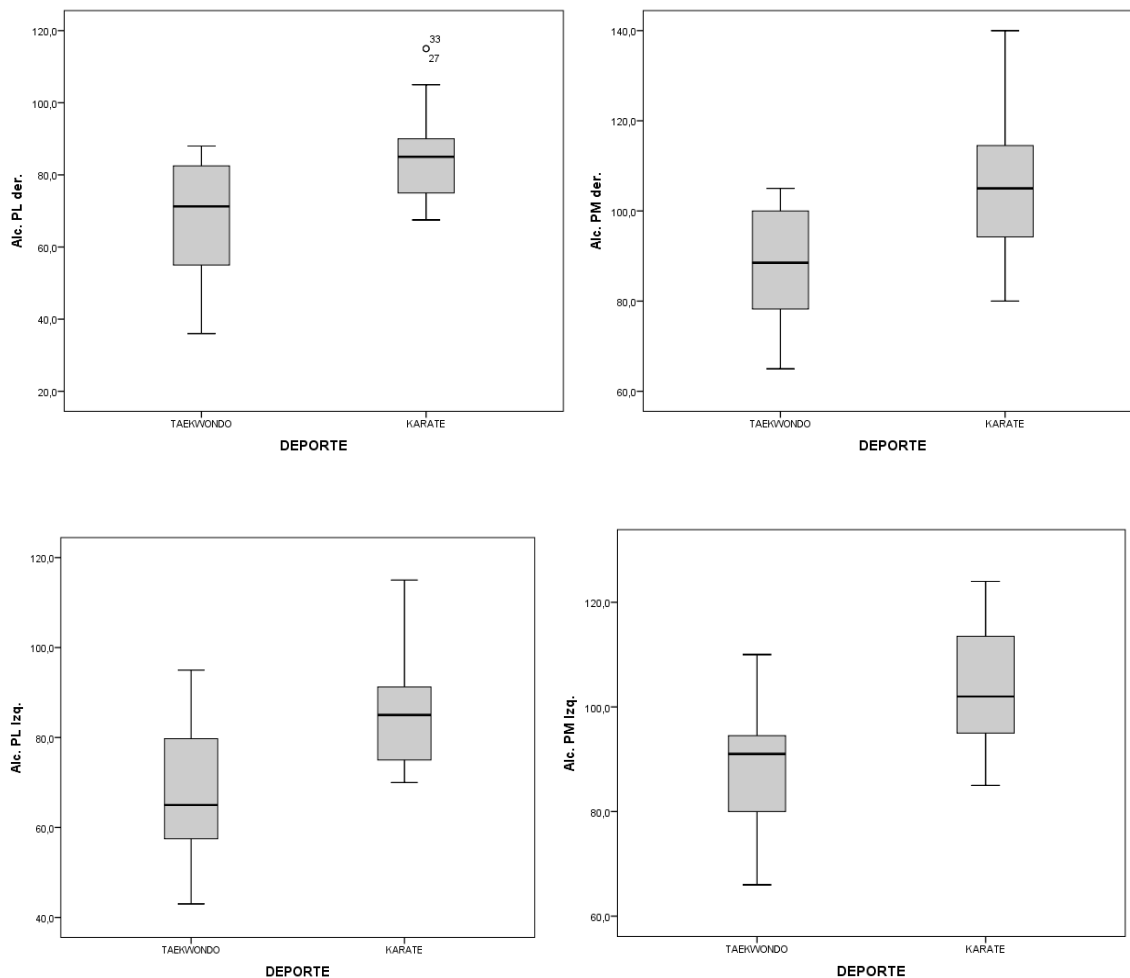 Alc. PL der.
120,0
100,0
80,0
60,0
40,0
20,0
33
27
TAEKWONDO
KARATE
DEPORTE
Alc. PM der.
140,0
120,0
100,0
80,0
60,0
TAEKWONDO
KARATE
DEPORTE
Alc. PL Izq.
120,0
100,0
80,0
60,0
40,0
TAEKWONDO
KARATE
DEPORTE
Alc. PM Izq.
120,0
100,0
80,0
60,0
TAEKWONDO
KARATE
DEPORTE